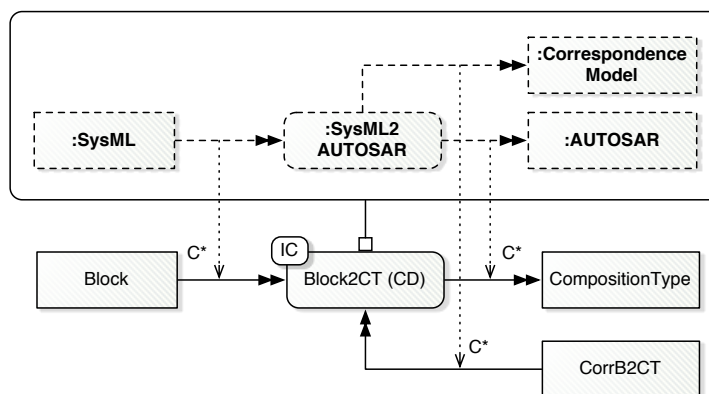 :Correspondence
Model
:SysML
:SysML2
AUTOSAR
:AUTOSAR
C*
IC
C*
Block
Block2CT (CD)
CompositionType
C*
CorrB2CT